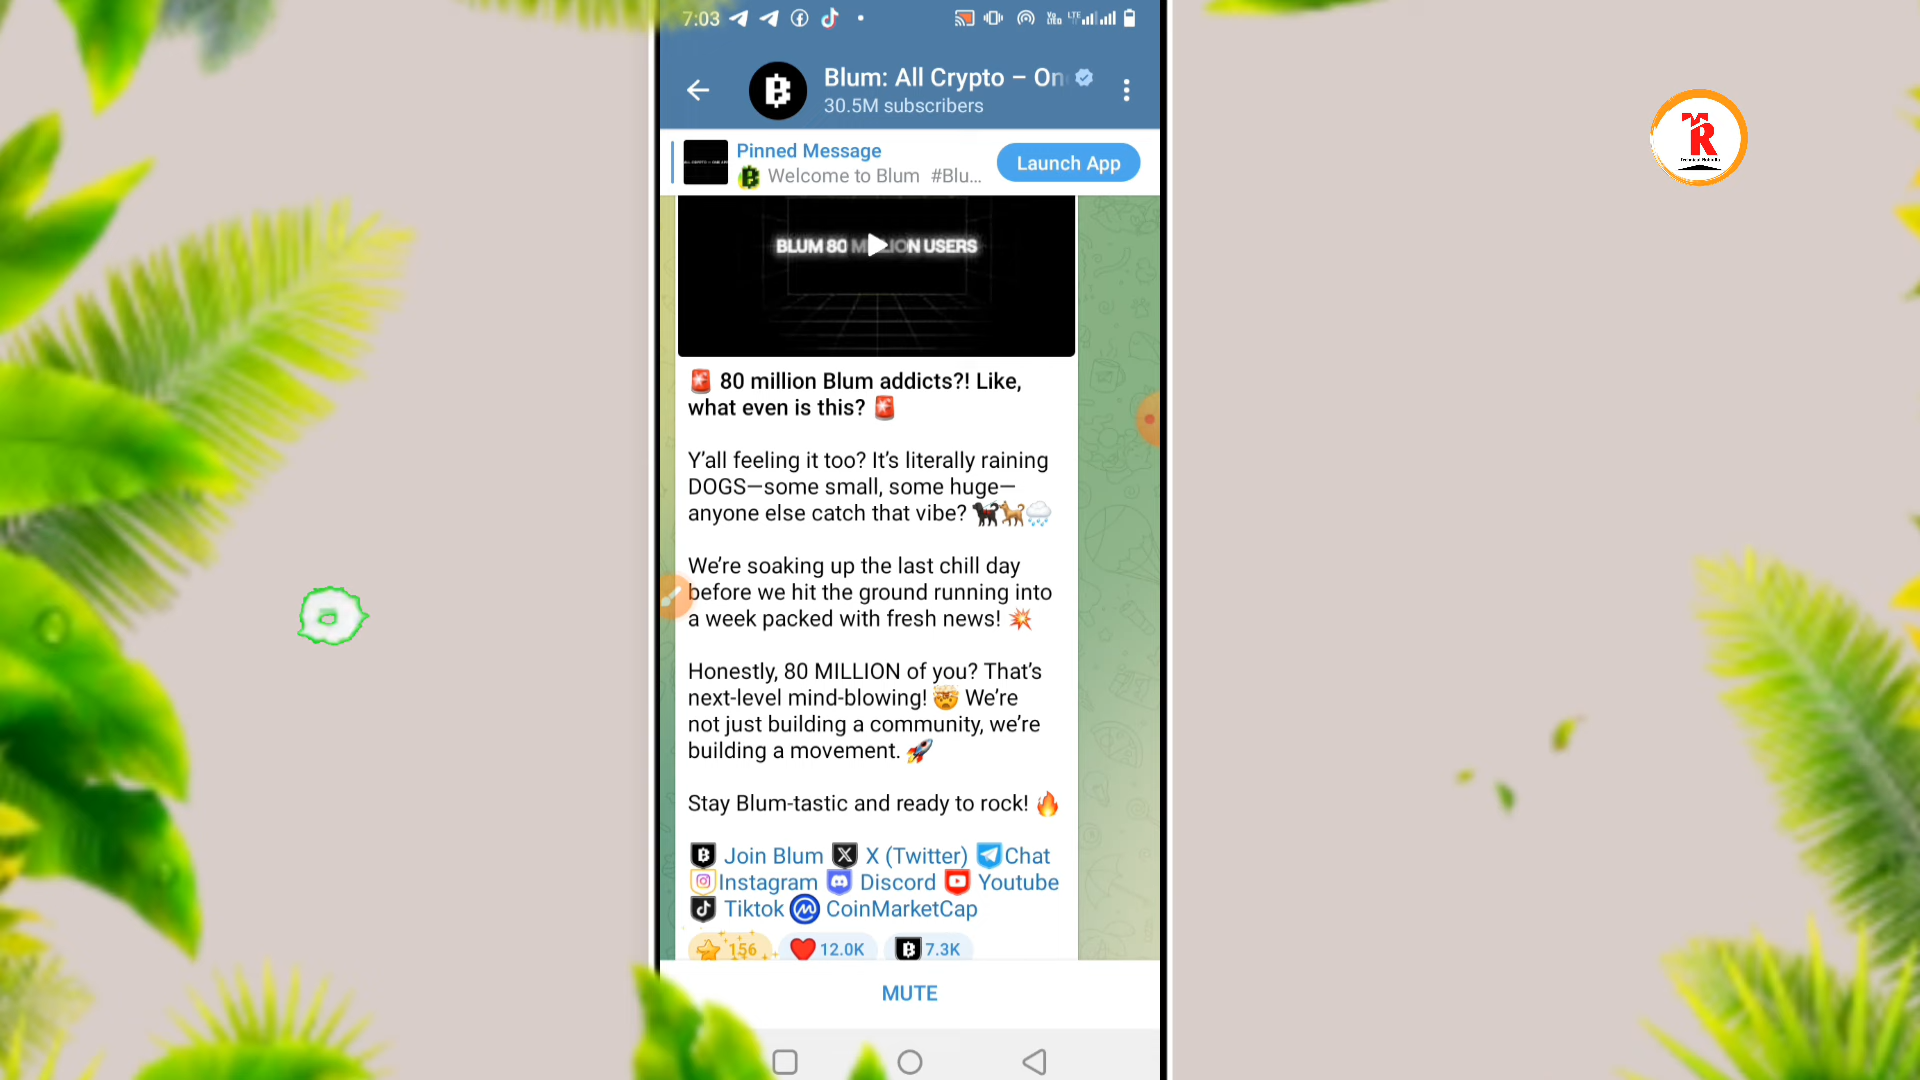 7:03
Blum: All Crypto – On
30.5M subscribers
Pinned Message
Welcome to Blum #Blu...
Launch App
BLUM 80 MILLION USERS
80 million Blum addicts?! Like,
what even is this?
Y'all feeling it too? It's literally raining
DOGS—some small, some huge—
anyone else catch that vibe?
We're soaking up the last chill day
before we hit the ground running into
a week packed with fresh news!
Honestly, 80 MILLION of you? That's
next-level mind-blowing! We're
not just building a community, we're
building a movement.
Stay Blum-tastic and ready to rock!
Join Blum X (Twitter) Chat
Instagram Discord Youtube
Tiktok CoinMarketCap
156 12.0K 7.3K
MUTE